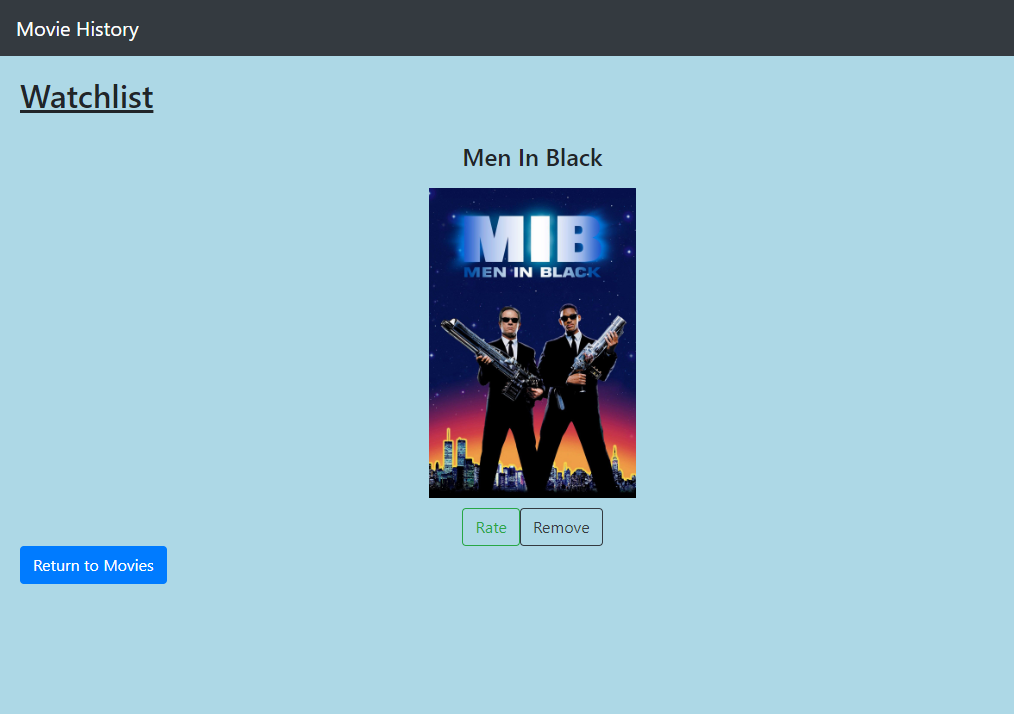 Movie History
Watchlist
Men In Black
MIB
MEN IN BLACK
Rate Remove
Return to Movies